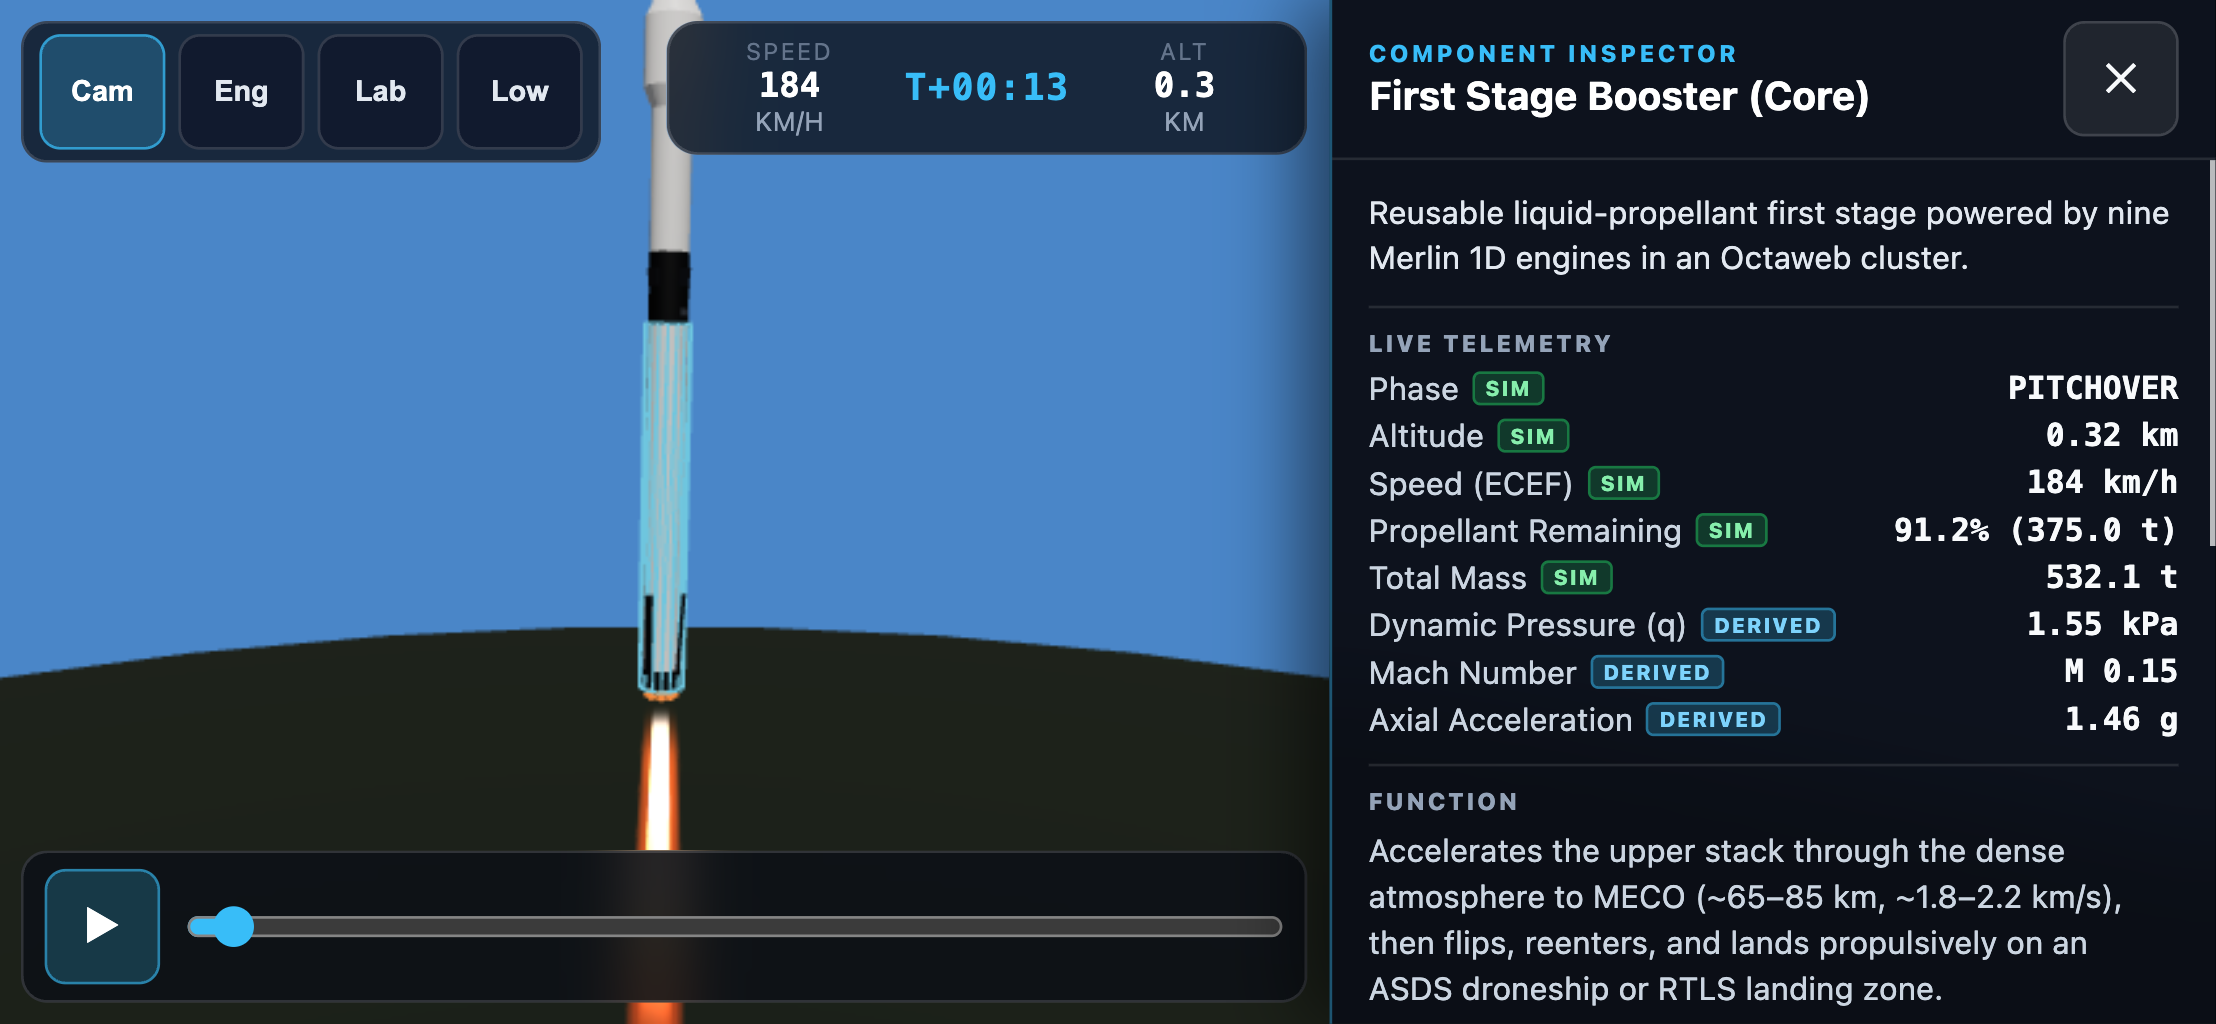 Cam
Eng
Lab
Low
SPEED
184
KM/H
T+00:13
ALT
0.3
KM
COMPONENT INSPECTOR
First Stage Booster (Core)
Reusable liquid-propellant first stage powered by nine
Merlin 1D engines in an Octaweb cluster.
LIVE TELEMETRY
Phase SIM PITCHOVER
Altitude SIM 0.32 km
Speed (ECEF) SIM 184 km/h
Propellant Remaining SIM 91.2% (375.0 t)
Total Mass SIM 532.1 t
Dynamic Pressure (q) DERIVED 1.55 kPa
Mach Number DERIVED M 0.15
Axial Acceleration DERIVED 1.46 g
FUNCTION
Accelerates the upper stack through the dense
atmosphere to MECO (~65–85 km, ~1.8–2.2 km/s),
then flips, reenters, and lands propulsively on an
ASDS droneship or RTLS landing zone.